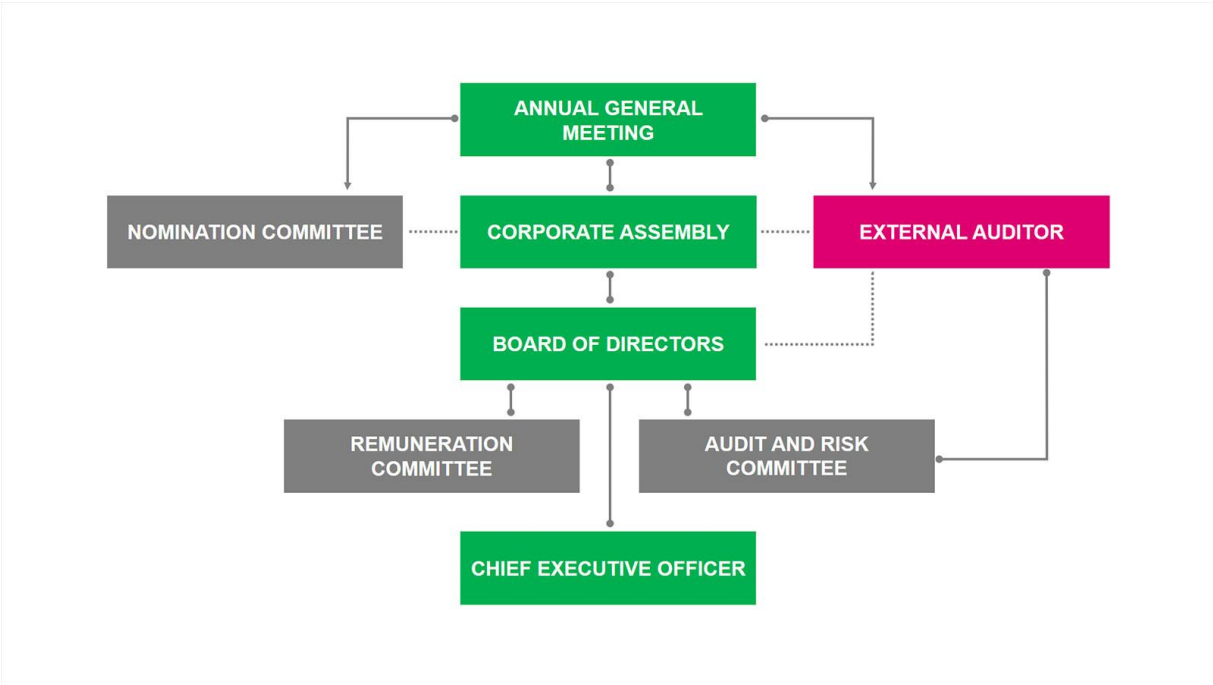 ANNUAL GENERAL
MEETING
NOMINATION COMMITTEE
CORPORATE ASSEMBLY
EXTERNAL AUDITOR
BOARD OF DIRECTORS
REMUNERATION
COMMITTEE
AUDIT AND RISK
COMMITTEE
CHIEF EXECUTIVE OFFICER